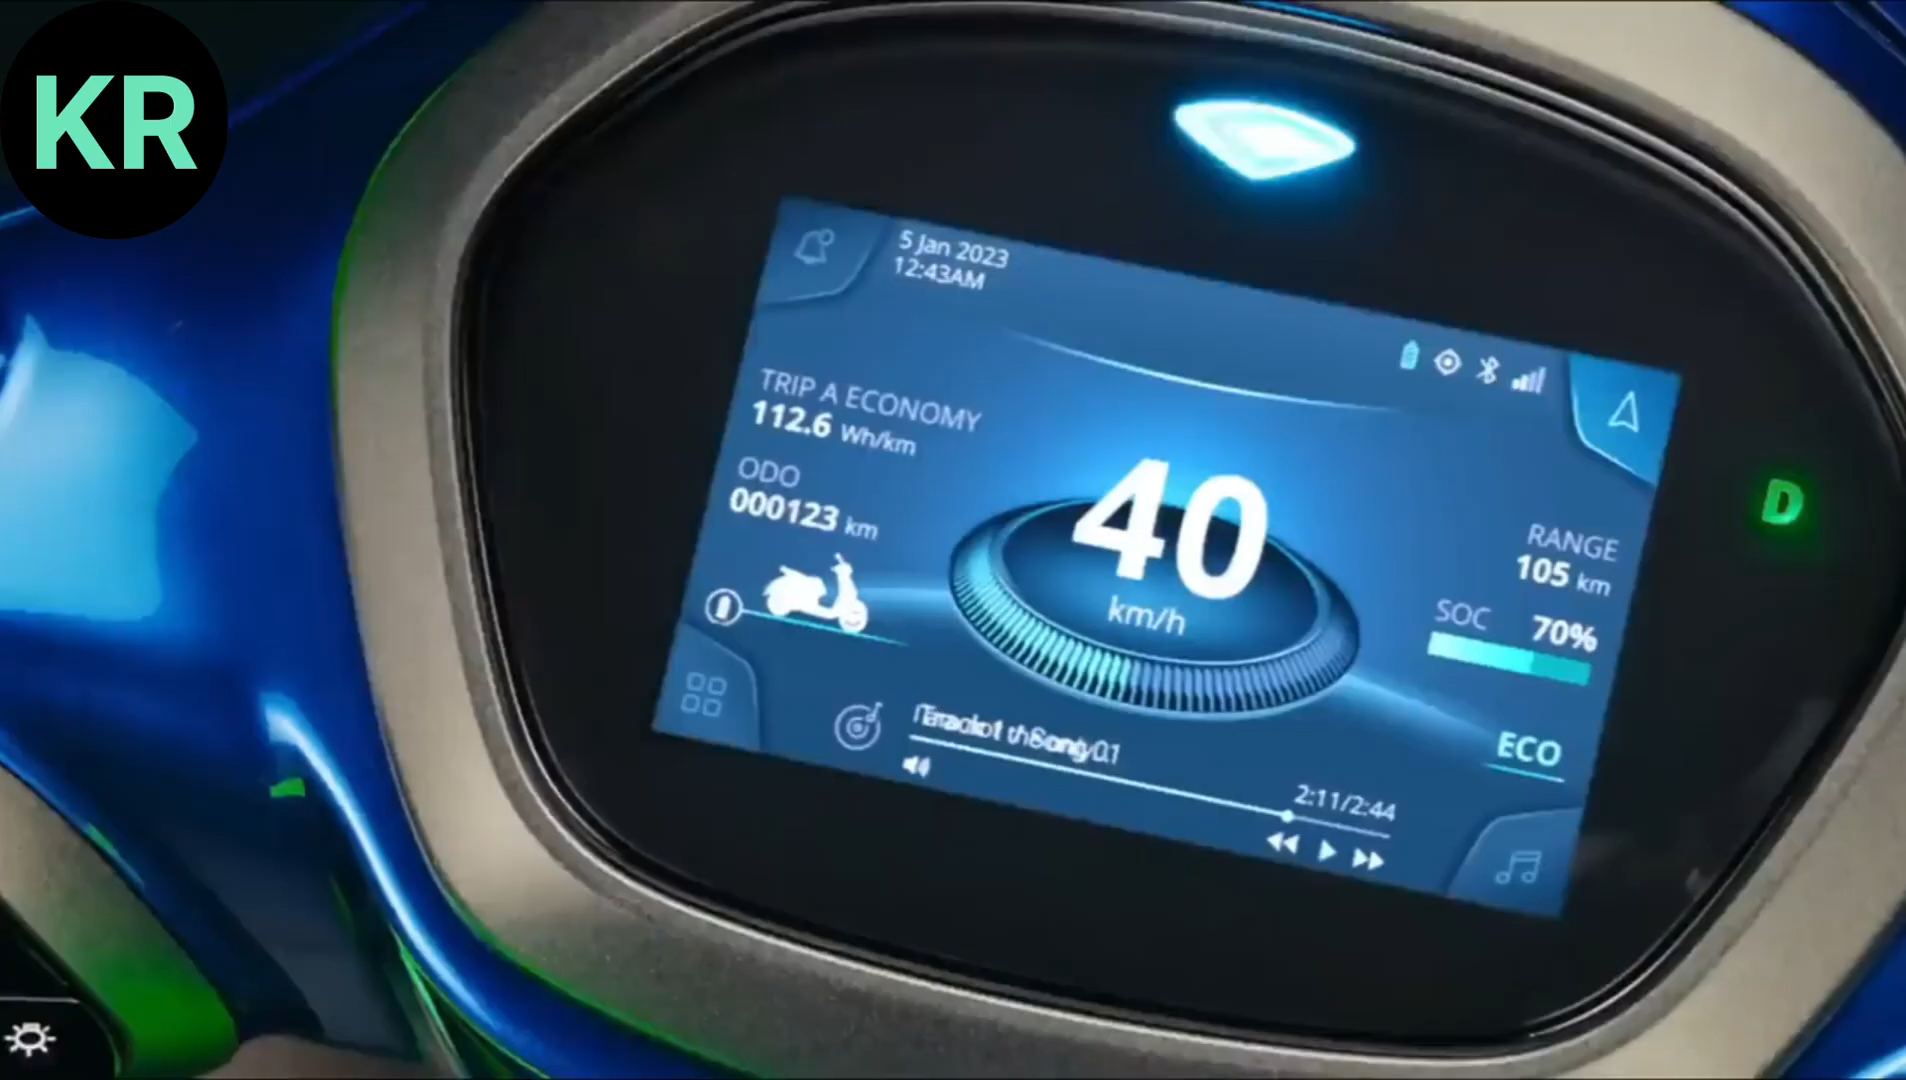 KR
5 Jan 2023
12:43AM
TRIP A ECONOMY
112.6 Wh/km
ODO
000123 km
40
km/h
RANGE
105 km
SOC 70%
ECO
2:11/2:44
D